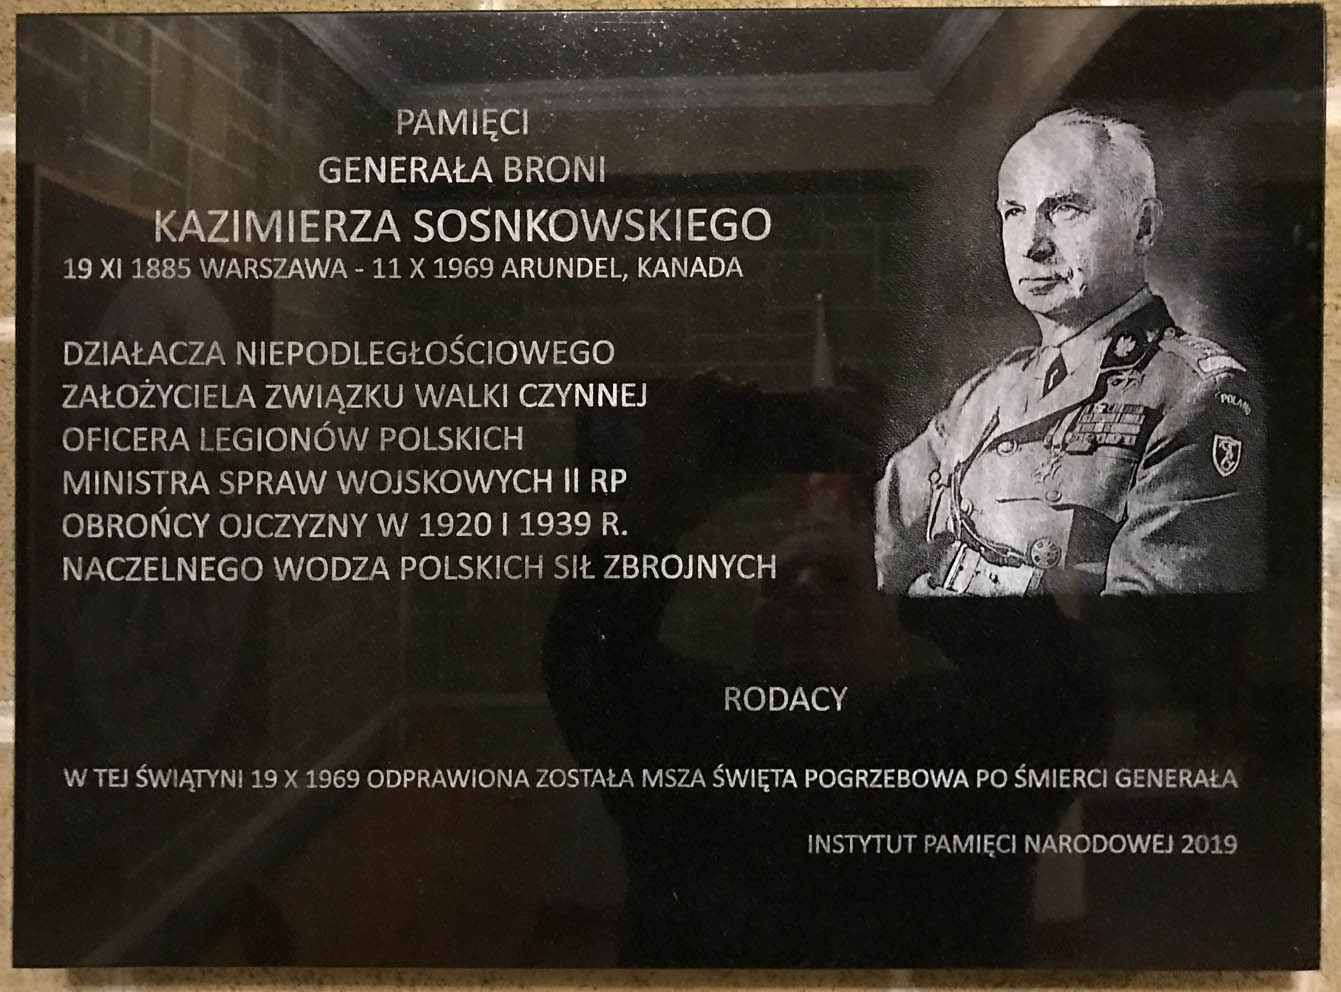 PAMIĘCI
GENERAŁA BRONI
KAZIMIERZA SOSNKOWSKIEGO
19 XI 1885 WARSZAWA - 11 X 1969 ARUNDEL, KANADA
DZIAŁACZA NIEPODLEGŁOŚCIOWEGO
ZAŁOŻYCIELA ZWIĄZKU WALKI CZYNNEJ
OFICERA LEGIONÓW POLSKICH
MINISTRA SPRAW WOJSKOWYCH II RP
OBROŃCY OJCZYZNY W 1920 I 1939 R.
NACZELNEGO WODZA POLSKICH SIŁ ZBROJNYCH
POLAND
RODACY
W TEJ ŚWIĄTYNI 19 X 1969 ODPRAWIONA ZOSTAŁA MSZA ŚWIĘTA POGRZEBOWA PO ŚMIERCI GENERAŁA
INSTYTUT PAMIĘCI NARODOWEJ 2019